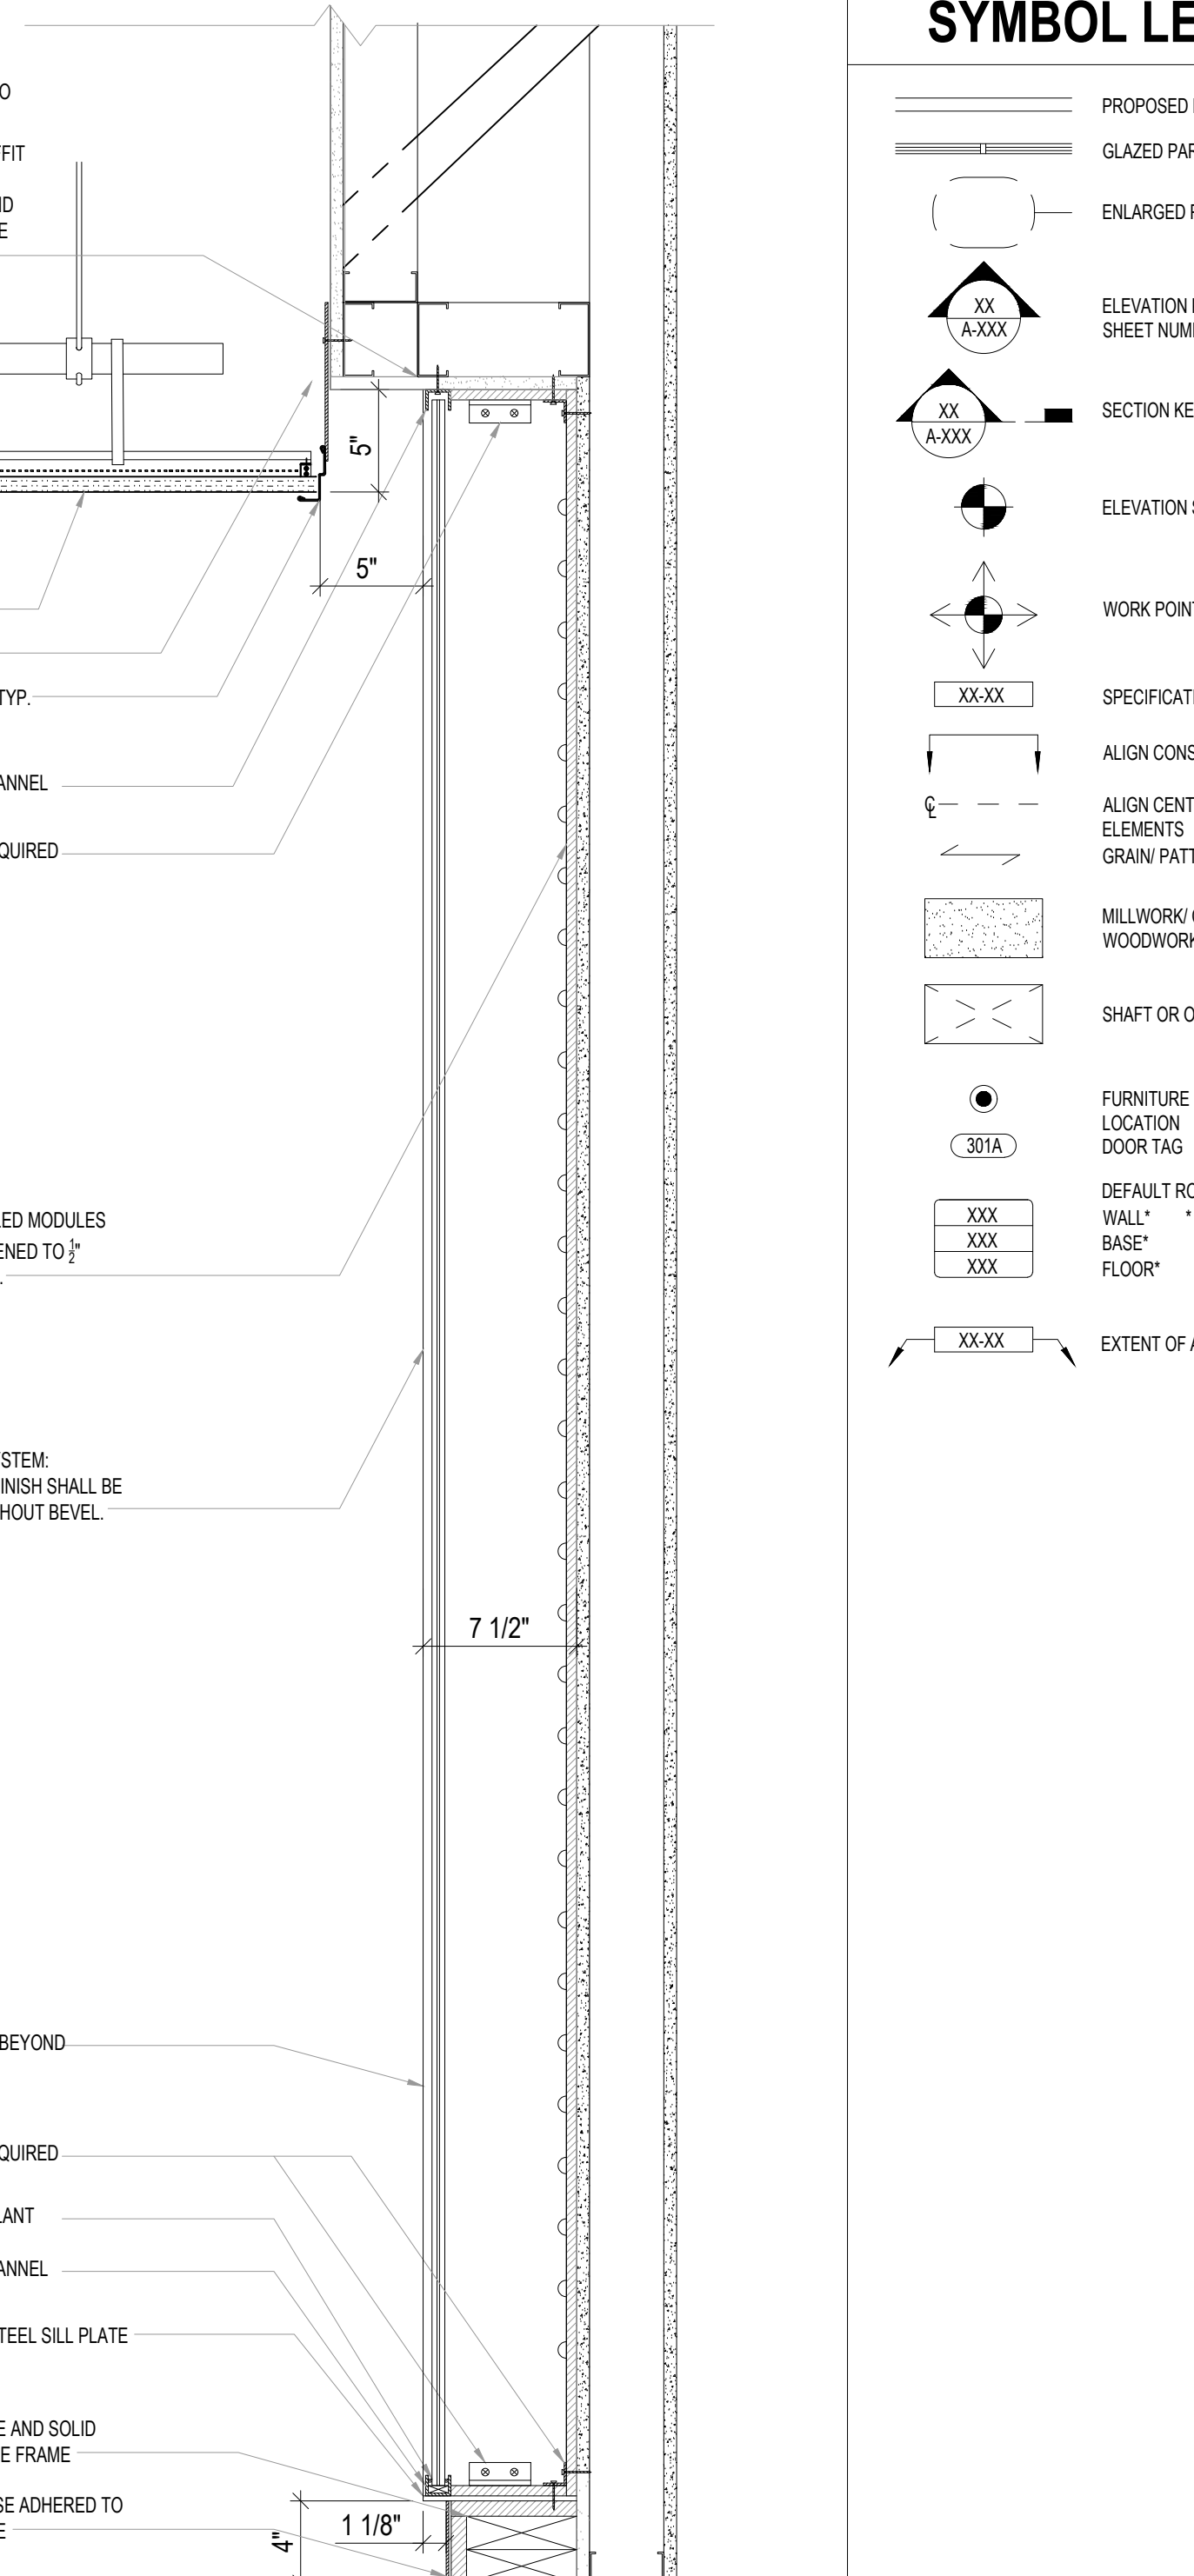 SYMBOL LE
O
FFIT
ID
E
5"
5"
TYP.
ANNEL
QUIRED
LED MODULES
ENED TO ½"
.
YSTEM:
INISH SHALL BE
HOUT BEVEL.
7 1/2"
BEYOND
QUIRED
LANT
ANNEL
TEEL SILL PLATE
E AND SOLID
E FRAME
SE ADHERED TO
E
1 1/8"
4"
PROPOSED
GLAZED PAR
ENLARGED
XX
A-XXX
ELEVATION
SHEET NUM
XX
A-XXX
SECTION KE
ELEVATION
WORK POINT
XX-XX
SPECIFICATI
ALIGN CONS
℄
ALIGN CENT
ELEMENTS
GRAIN/ PATT
MILLWORK/
WOODWORK
SHAFT OR O
FURNITURE
LOCATION
301A
DOOR TAG
DEFAULT RO
XXX
WALL* *
XXX
BASE*
XXX
FLOOR*
XX-XX
EXTENT OF A